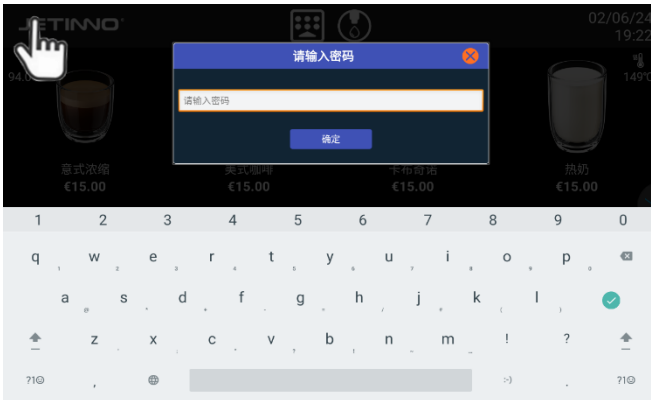 JETINNO
02/06/24
19:22
请输入密码
94.0
149℃
请输入密码
确定
意式浓缩
美式咖啡
卡布奇诺
热奶
€15.00
€15.00
€15.00
€15.00
1 2 3 4 5 6 7 8 9 0
q w e r t y u i o p
a s d f g h j k l
z x c v b n m ! ?
?1☺ , :-) . ?1☺